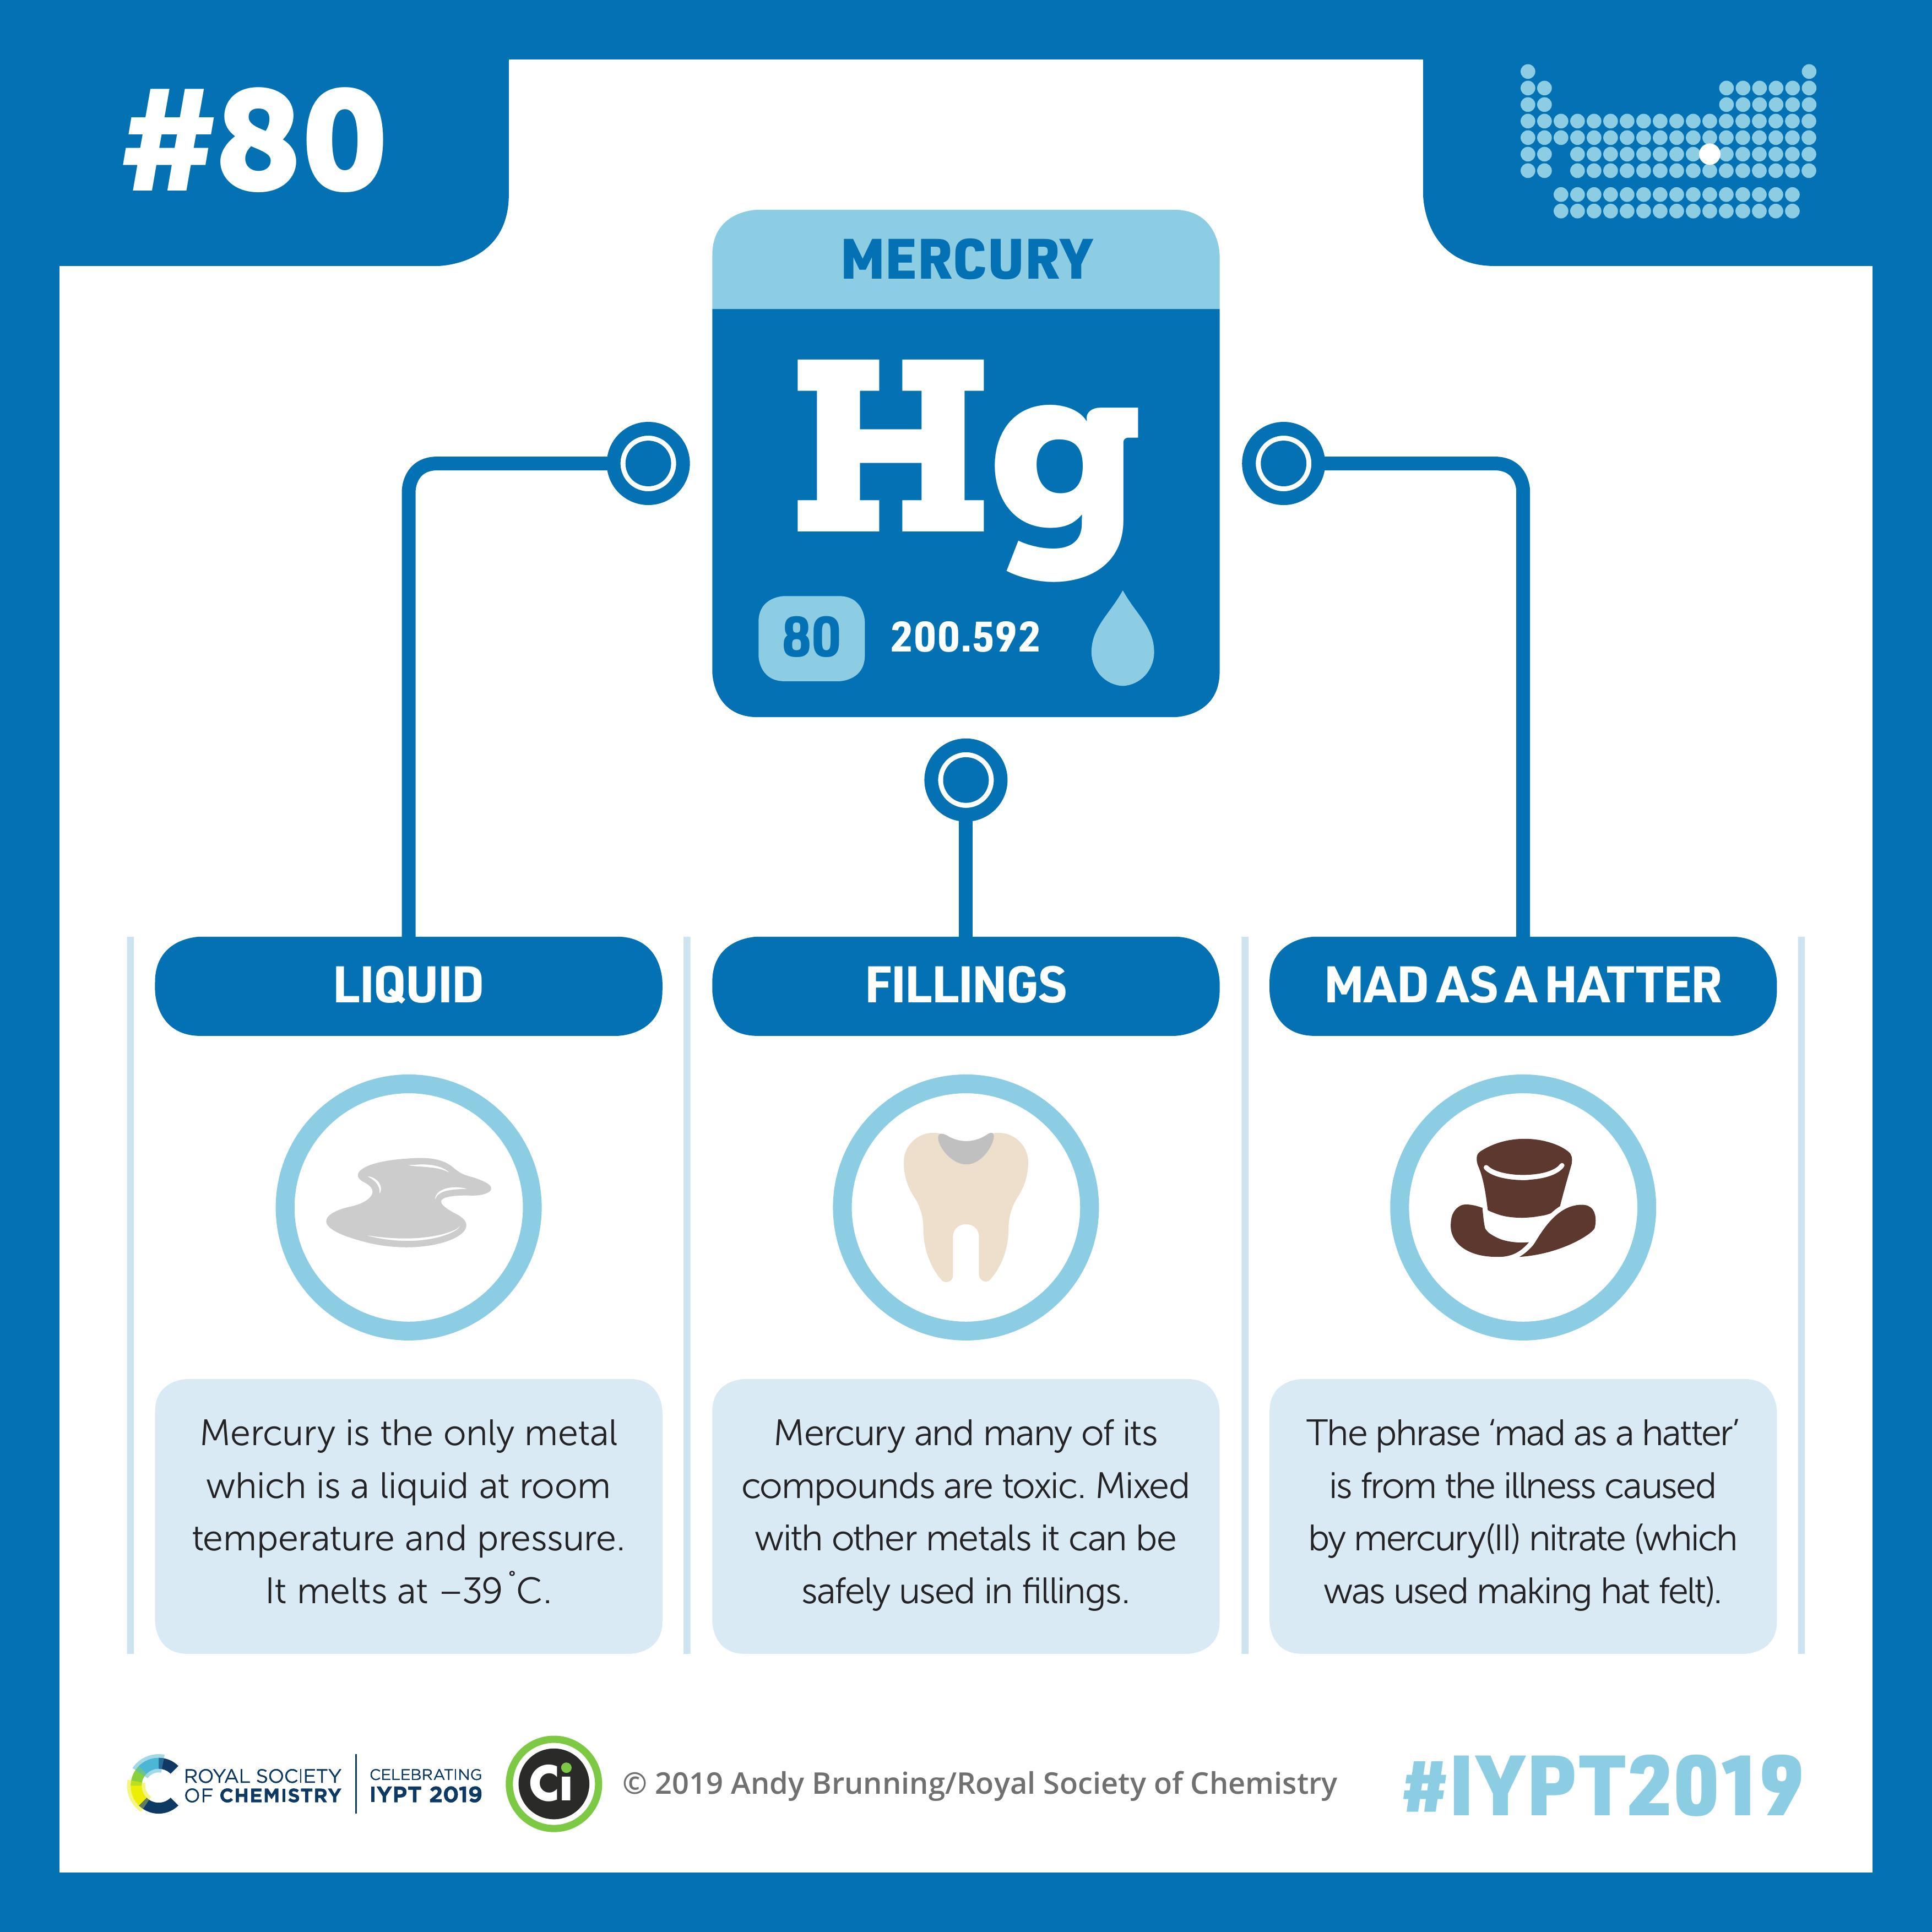 #80
MERCURY
Hg
80 200.592
LIQUID
FILLINGS
MAD AS A HATTER
Mercury is the only metal
which is a liquid at room
temperature and pressure.
It melts at –39 °C.
Mercury and many of its
compounds are toxic. Mixed
with other metals it can be
safely used in fillings.
The phrase ‘mad as a hatter’
is from the illness caused
by mercury(II) nitrate (which
was used making hat felt).
ROYAL SOCIETY
OF CHEMISTRY
CELEBRATING
IYPT 2019
Ci
© 2019 Andy Brunning/Royal Society of Chemistry
#IYPT2019